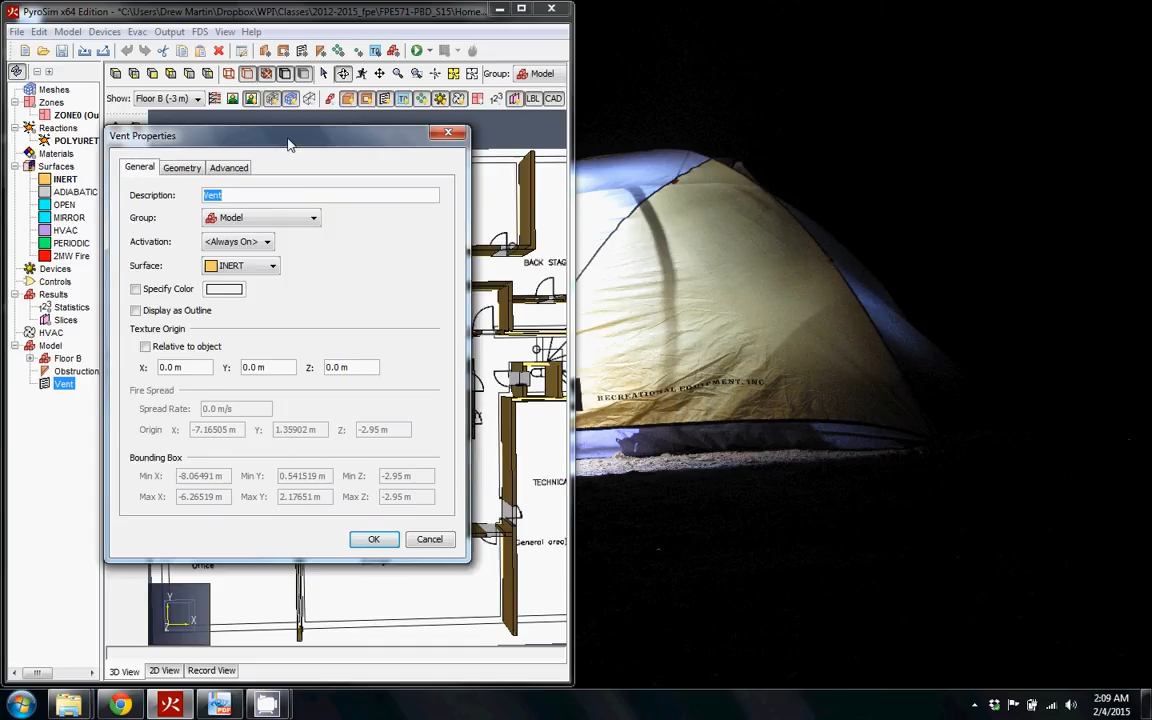 PyroSim x64 Edition - *C:\Users\Drew Martin\Dropbox\WPI\Classes\2012-2015_fpe\FPE571-PBD_S15\Home...
File Edit Model Devices Evac Output FDS View Help
Group: Model
Show: Floor B (-3 m)
LBL CAD
Meshes
Zones
ZONE0 (Ou
Reactions
POLYURET
Materials
Surfaces
INERT
ADIABATIC
OPEN
MIRROR
HVAC
PERIODIC
2MW Fire
Devices
Controls
Results
Statistics
Slices
HVAC
Model
Floor B
Obstruction
Vent
Vent Properties
General Geometry Advanced
Description: Vent
Group: Model
Activation: <Always On>
Surface: INERT
Specify Color
Display as Outline
Texture Origin
Relative to object
X: 0.0 m Y: 0.0 m Z: 0.0 m
Fire Spread
Spread Rate: 0.0 m/s
Origin X: -7.16505 m Y: 1.35902 m Z: -2.95 m
Bounding Box
Min X: -8.06491 m Min Y: 0.541519 m Min Z: -2.95 m
Max X: -6.26519 m Max Y: 2.17651 m Max Z: -2.95 m
OK Cancel
BACK STAG
TECHNICA
General area
Office
Y
X
Z
3D View 2D View Record View
RECREATIONAL EQUIPMENT, INC.
2:09 AM
2/4/2015